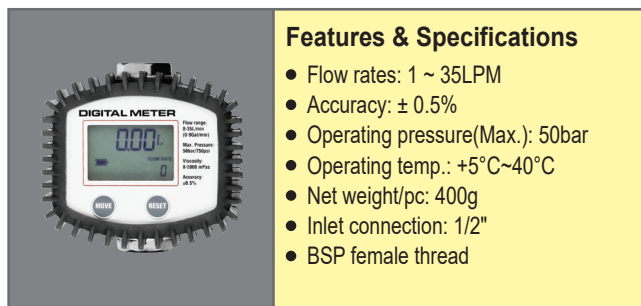 DIGITAL METER
Flow range:
0-35L/min
(0-9Gal/min)
Max. Pressure:
50bar/750psi
Viscosity:
0-5000 mPas
Accuracy:
±0.5%
0.00L
FLOW RATE
0
MOVE
RESET
Features & Specifications
● Flow rates: 1 ~ 35LPM
● Accuracy: ± 0.5%
● Operating pressure(Max.): 50bar
● Operating temp.: +5°C~40°C
● Net weight/pc: 400g
● Inlet connection: 1/2"
● BSP female thread